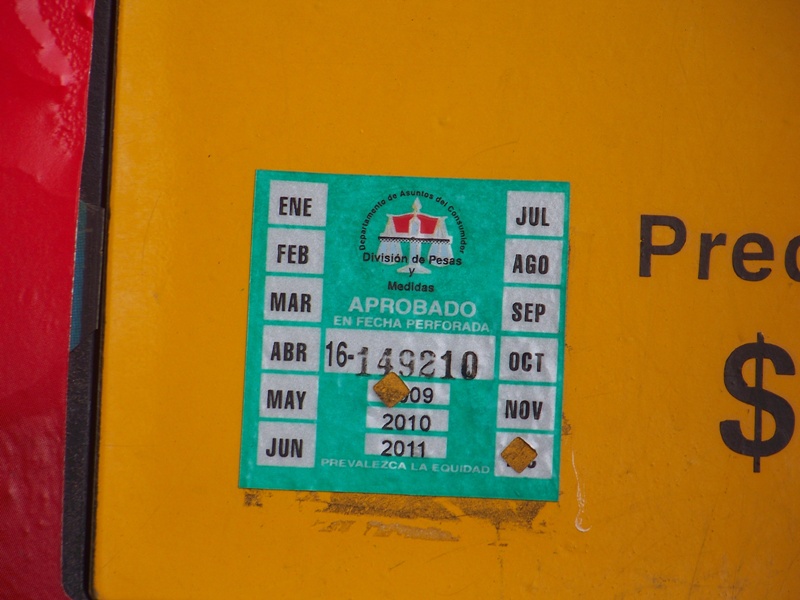 Departamento de Asuntos del Consumidor
División de Pesas
y
Medidas
APROBADO
EN FECHA PERFORADA
ENE
FEB
MAR
ABR
MAY
JUN
16-149210
2010
2011
JUL
AGO
SEP
OCT
NOV
PREVALEZCA LA EQUIDAD
$